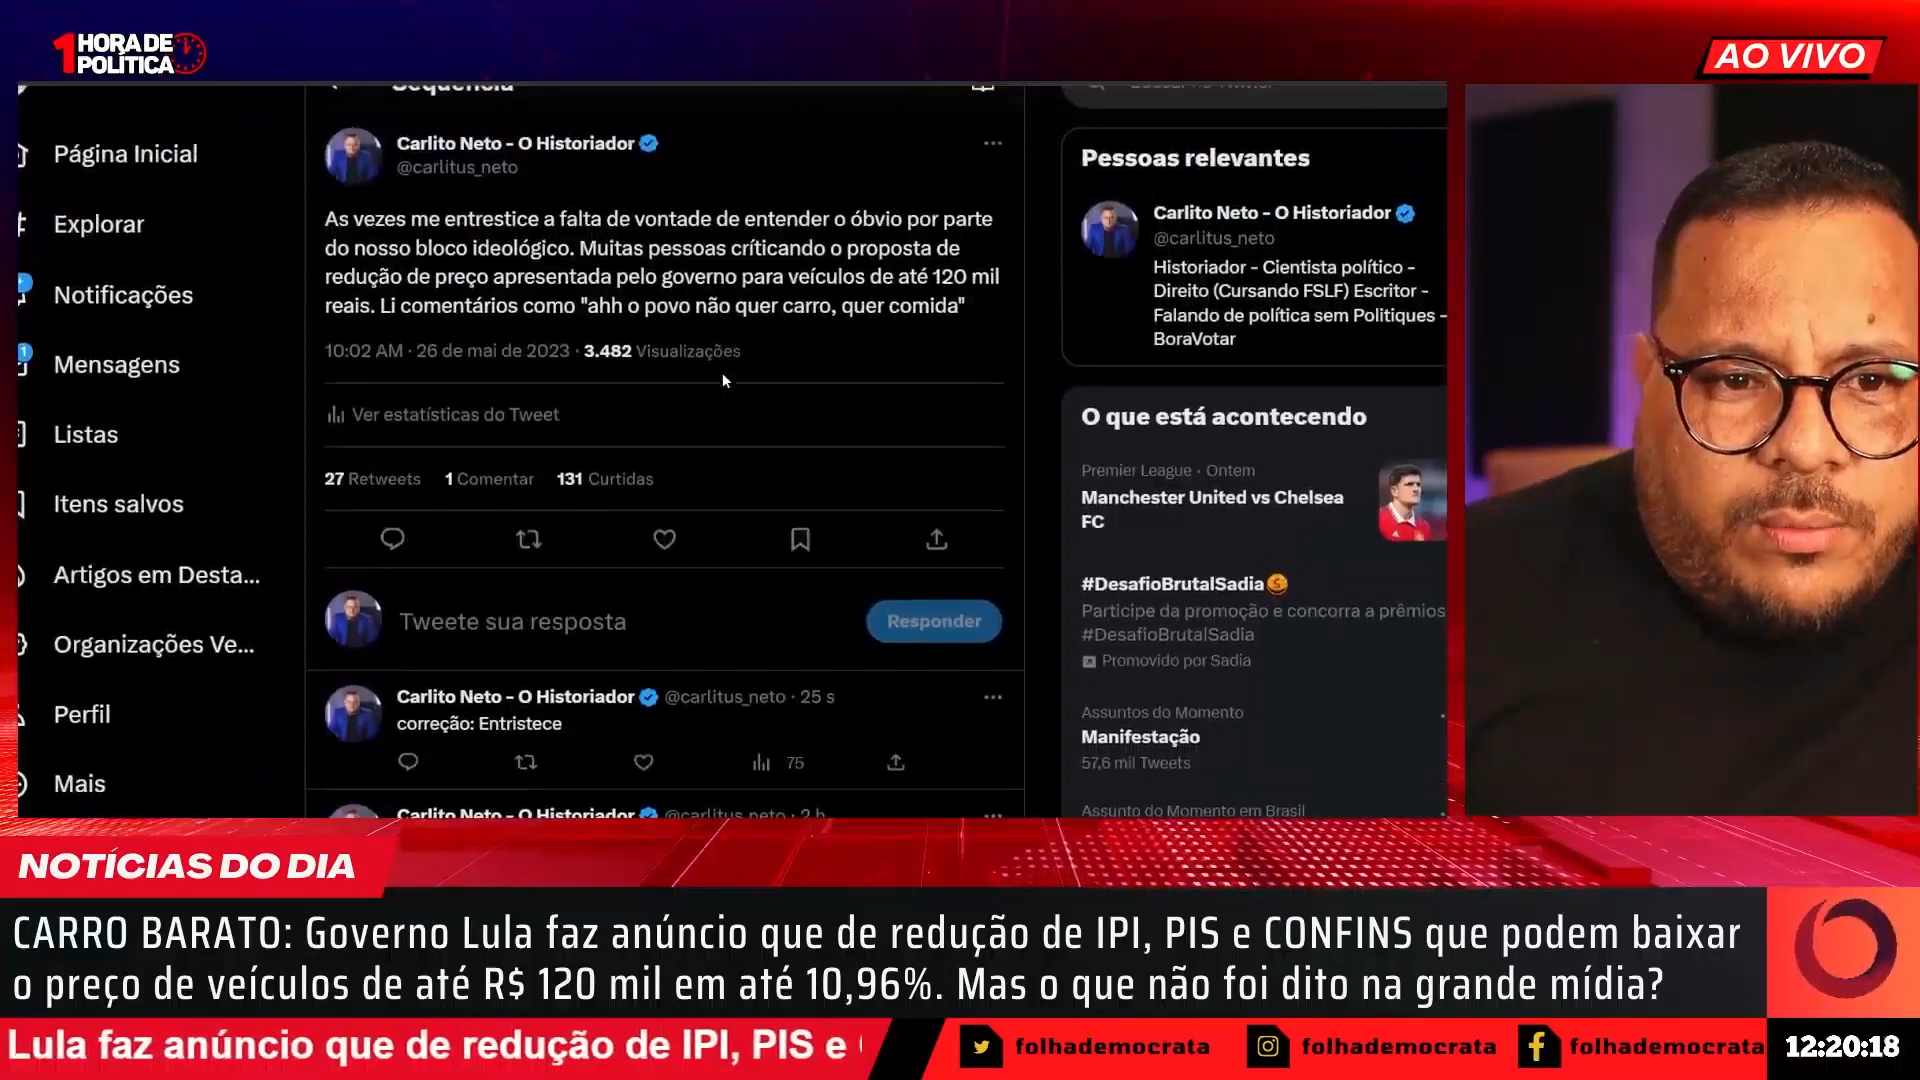 1 HORA DE POLÍTICA
AO VIVO
Sequência
Página Inicial
Explorar
Notificações
1
Mensagens
Listas
Itens salvos
Artigos em Desta...
Organizações Ve...
Perfil
Mais
Carlito Neto - O Historiador
@carlitus_neto
As vezes me entrestice a falta de vontade de entender o óbvio por parte
do nosso bloco ideológico. Muitas pessoas críticando o proposta de
redução de preço apresentada pelo governo para veículos de até 120 mil
reais. Li comentários como "ahh o povo não quer carro, quer comida"
10:02 AM · 26 de mai de 2023 · 3.482 Visualizações
Ver estatísticas do Tweet
27 Retweets 1 Comentar 131 Curtidas
Tweete sua resposta
Responder
Carlito Neto - O Historiador @carlitus_neto · 25 s
correção: Entristece
75
Carlito Neto - O Historiador @carlitus_neto · 2 h
Pessoas relevantes
Carlito Neto - O Historiador
@carlitus_neto
Historiador - Cientista político -
Direito (Cursando FSLF) Escritor -
Falando de política sem Politiques -
BoraVotar
O que está acontecendo
Premier League · Ontem
Manchester United vs Chelsea
FC
#DesafioBrutalSadia
Participe da promoção e concorra a prêmios
#DesafioBrutalSadia
Promovido por Sadia
Assuntos do Momento
Manifestação
57,6 mil Tweets
Assunto do Momento em Brasil
NOTÍCIAS DO DIA
CARRO BARATO: Governo Lula faz anúncio que de redução de IPI, PIS e CONFINS que podem baixar
o preço de veículos de até R$ 120 mil em até 10,96%. Mas o que não foi dito na grande mídia?
Lula faz anúncio que de redução de IPI, PIS e
folhademocrata
folhademocrata
folhademocrata
12:20:18